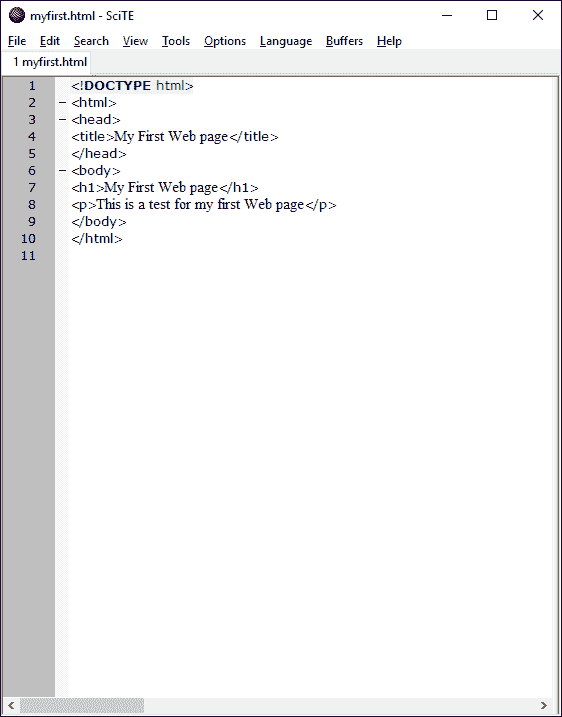 myfirst.html - SciTE
File Edit Search View Tools Options Language Buffers Help
1 myfirst.html
1 <!DOCTYPE html>
2 <html>
3 <head>
4 <title>My First Web page</title>
5 </head>
6 <body>
7 <h1>My First Web page</h1>
8 <p>This is a test for my first Web page</p>
9 </body>
10 </html>
11